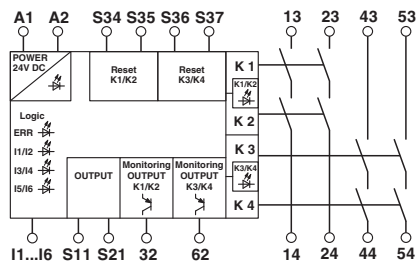 A1 A2 S34 S35 S36 S37 13 23 43 53
POWER
24V DC
Reset
K1/K2
Reset
K3/K4
K 1
K1/K2
K 2
Logic
ERR
I1/I2
I3/I4
I5/I6
OUTPUT
Monitoring
OUTPUT
K1/K2
Monitoring
OUTPUT
K3/K4
K 3
K3/K4
K 4
I1...I6 S11 S21 32 62 14 24 44 54